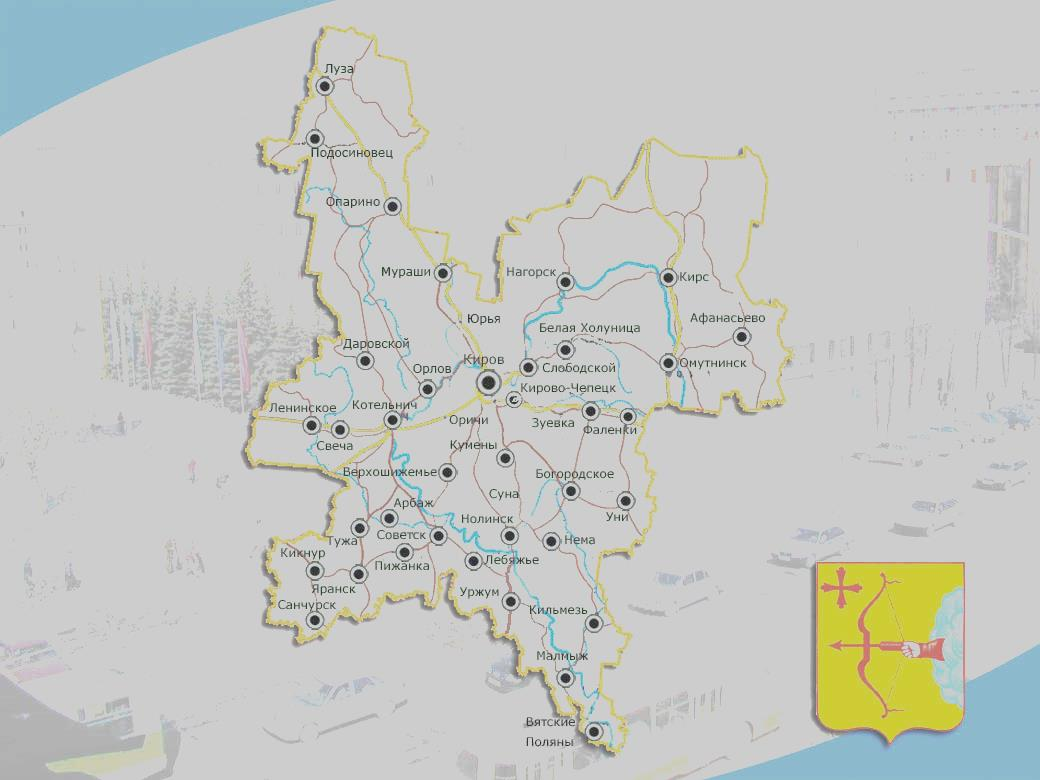 Луза
Подосиновец
Опарино
Мураши
Нагорск
Кирс
Афанасьево
Юрья
Белая Холуница
Даровской
Киров
Омутнинск
Слободской
Орлов
Кирово-Чепецк
Ленинское
Котельнич
Оричи
Зуевка
Фаленки
Свеча
Кумены
Верхошижемье
Богородское
Суна
Арбаж
Уни
Нолинск
Советск
Тужа
Нема
Кикнур
Лебяжье
Пижанка
Яранск
Уржум
Санчурск
Кильмезь
Малмыж
Вятские
Поляны